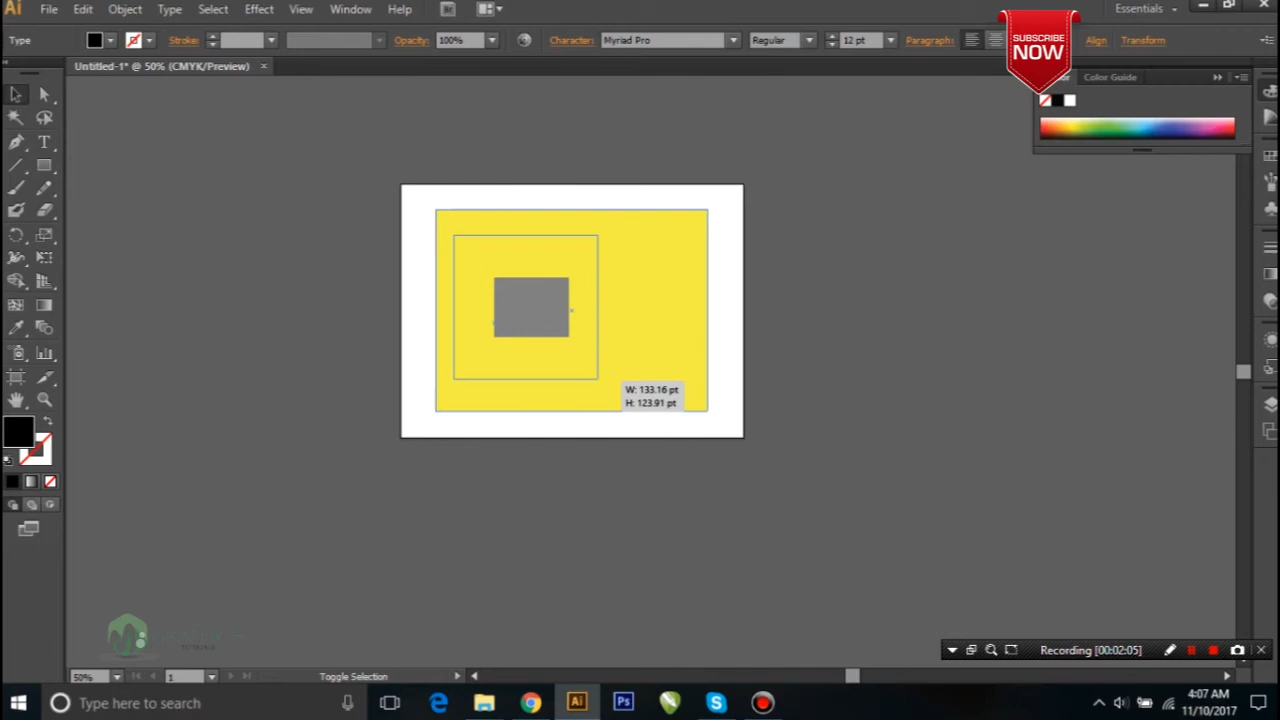 Ai File Edit Object Type Select Effect View Window Help Essentials
Type Stroke: Opacity: 100% Character: Myriad Pro Regular 12 pt Paragraph: Align Transform
SUBSCRIBE
NOW
Untitled-1* @ 50% (CMYK/Preview) Color Guide
W: 133.16 pt
H: 123.91 pt
TUTORIALS
Recording [00:02:05]
50% 1 Toggle Selection
Type here to search Ai Ps 4:07 AM
11/10/2017